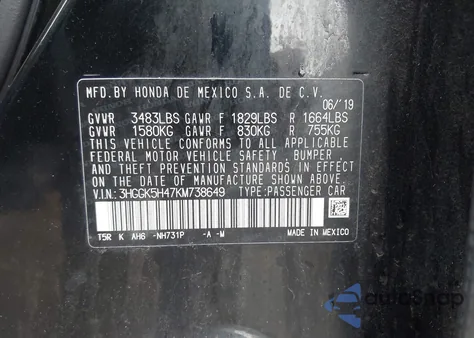 MFD.BY HONDA DE MEXICO S.A. DE C.V.
06/'19
GVWR 3483LBS GAWR F 1829LBS R 1664LBS
GVWR 1580KG GAWR F 830KG R 755KG
THIS VEHICLE CONFORMS TO ALL APPLICABLE
FEDERAL MOTOR VEHICLE SAFETY, BUMPER
AND THEFT PREVENTION STANDARDS IN EFFECT
ON THE DATE OF MANUFACTURE SHOWN ABOVE.
V.I.N.: 3HGGK5H47KM738649 TYPE:PASSENGER CAR
T5R K AH6 -NH731P -A -M MADE IN MEXICO
autosnap